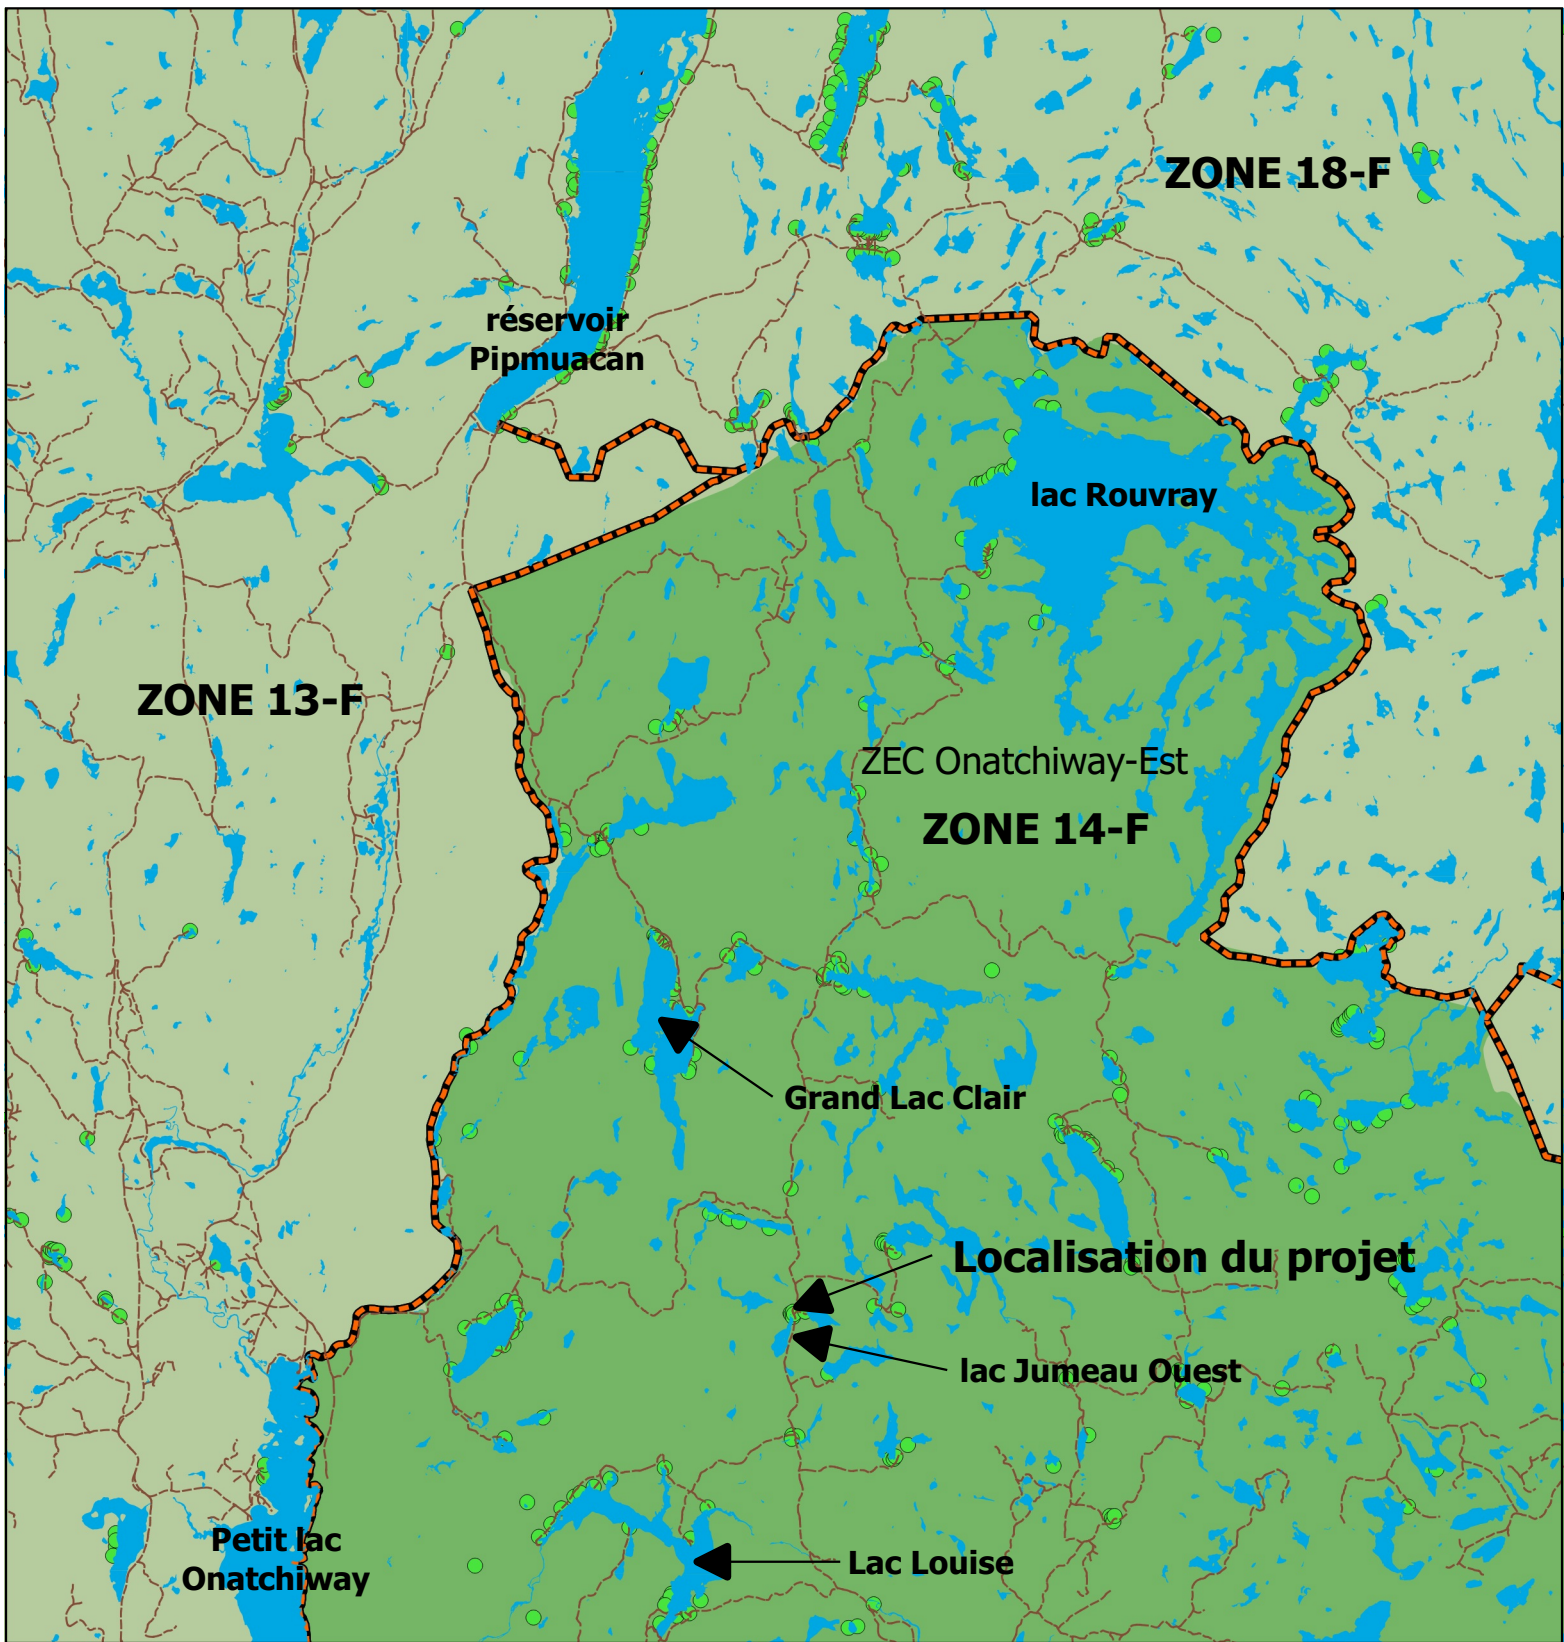 ZONE 18-F
réservoir
Pipmuacan
lac Rouvray
ZONE 13-F
ZEC Onatchiway-Est
ZONE 14-F
Grand Lac Clair
Localisation du projet
lac Jumeau Ouest
Petit lac
Onatchiway
Lac Louise